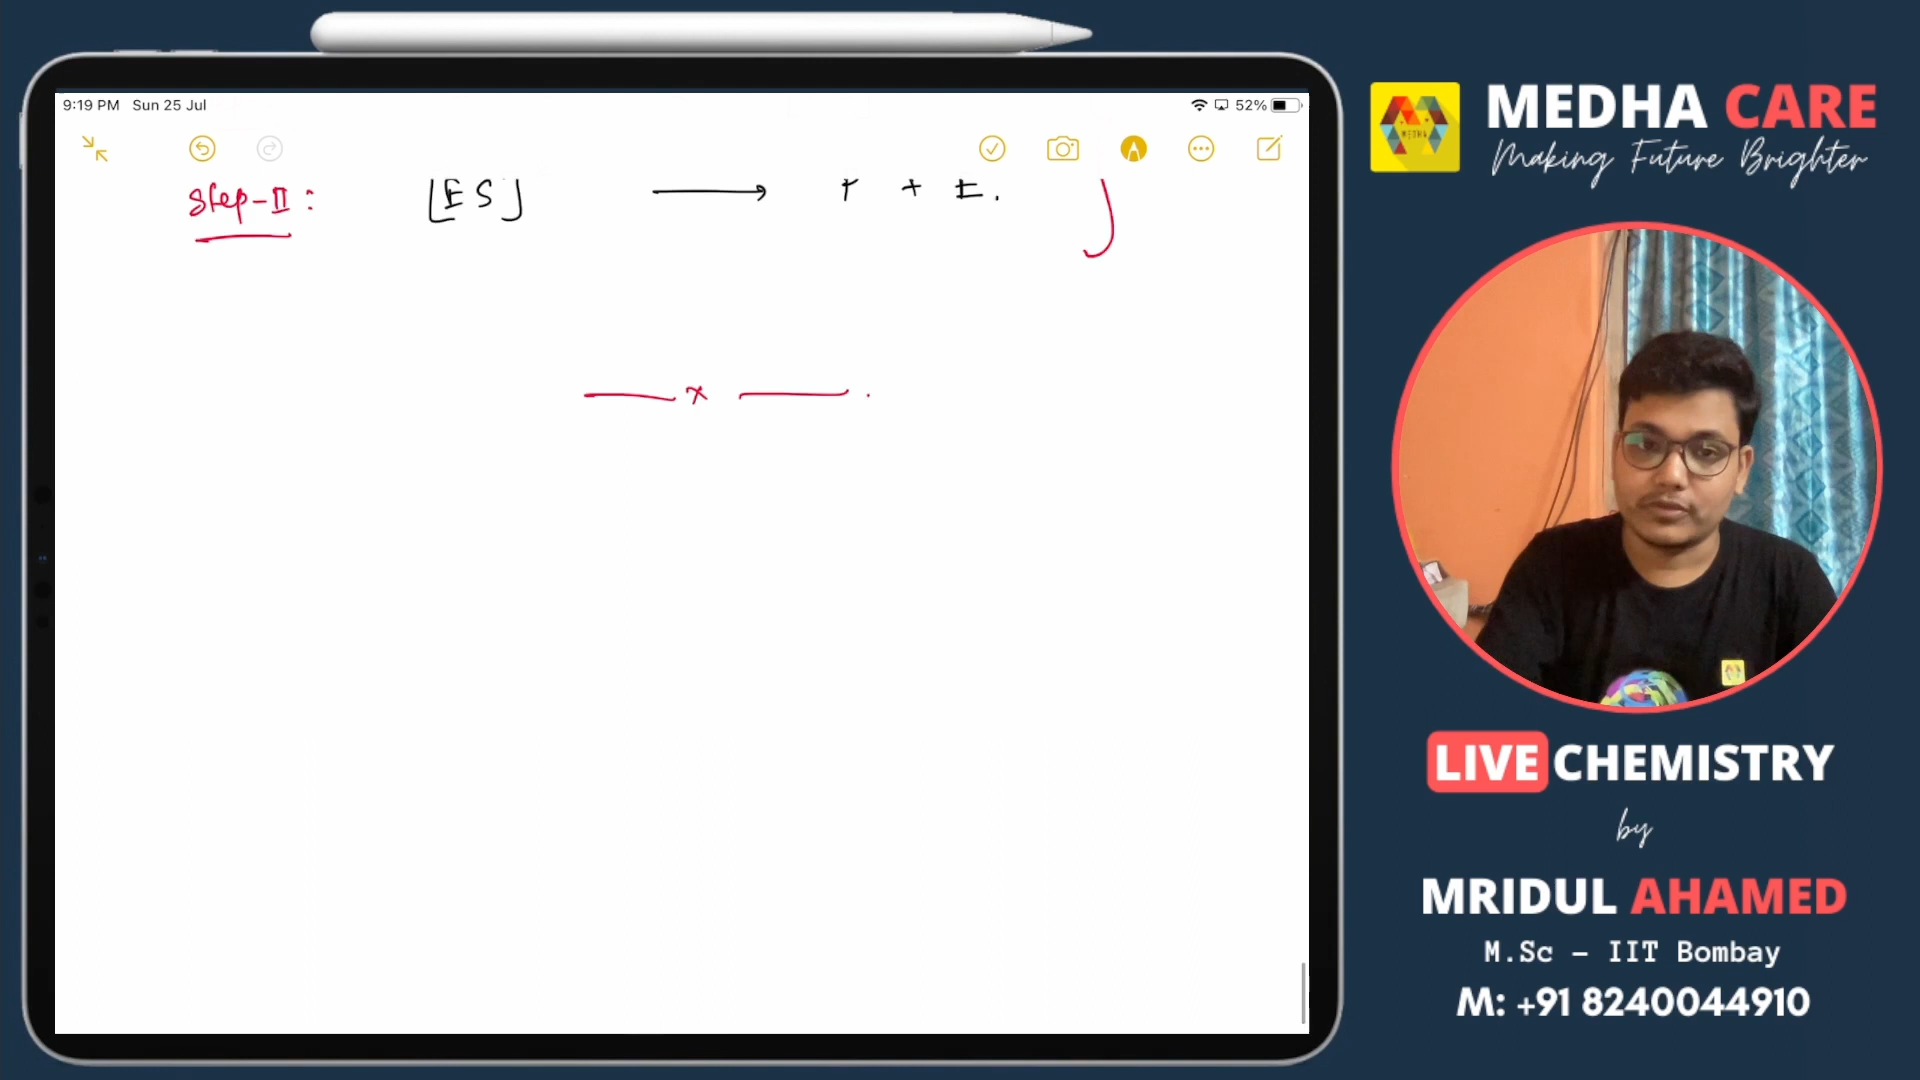 9:19 PM Sun 25 Jul
52%
Step-II: [ES] ⟶ P + E.
x
MEDHA CARE
Making Future Brighter
MEDHA
LIVE CHEMISTRY
by
MRIDUL AHAMED
M.Sc – IIT Bombay
M: +91 8240044910